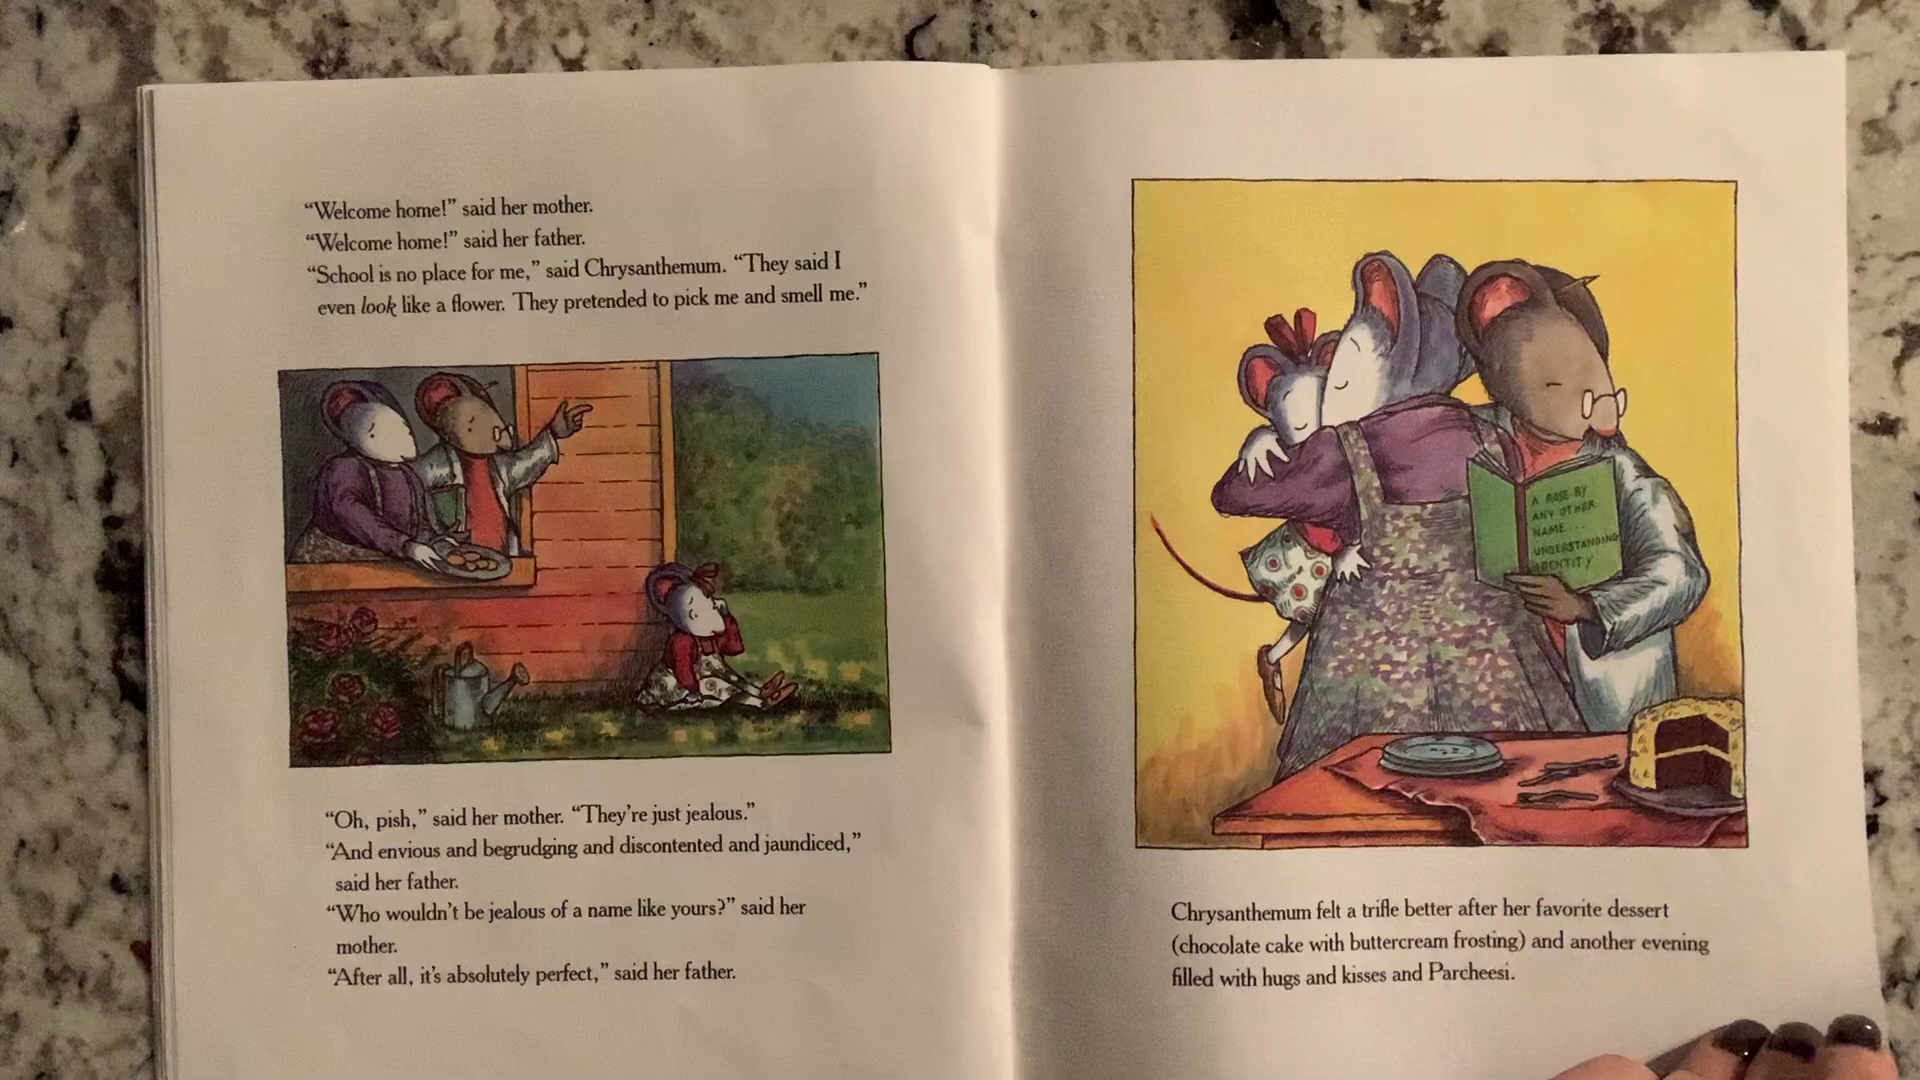 “Welcome home!” said her mother.
“Welcome home!” said her father.
“School is no place for me,” said Chrysanthemum. “They said I
even look like a flower. They pretended to pick me and smell me.”
“Oh, pish,” said her mother. “They’re just jealous.”
“And envious and begrudging and discontented and jaundiced,”
said her father.
“Who wouldn’t be jealous of a name like yours?” said her
mother.
“After all, it’s absolutely perfect,” said her father.
A ROSE BY
ANY OTHER
NAME...
UNDERSTANDING
IDENTITY
Chrysanthemum felt a trifle better after her favorite dessert
(chocolate cake with buttercream frosting) and another evening
filled with hugs and kisses and Parcheesi.